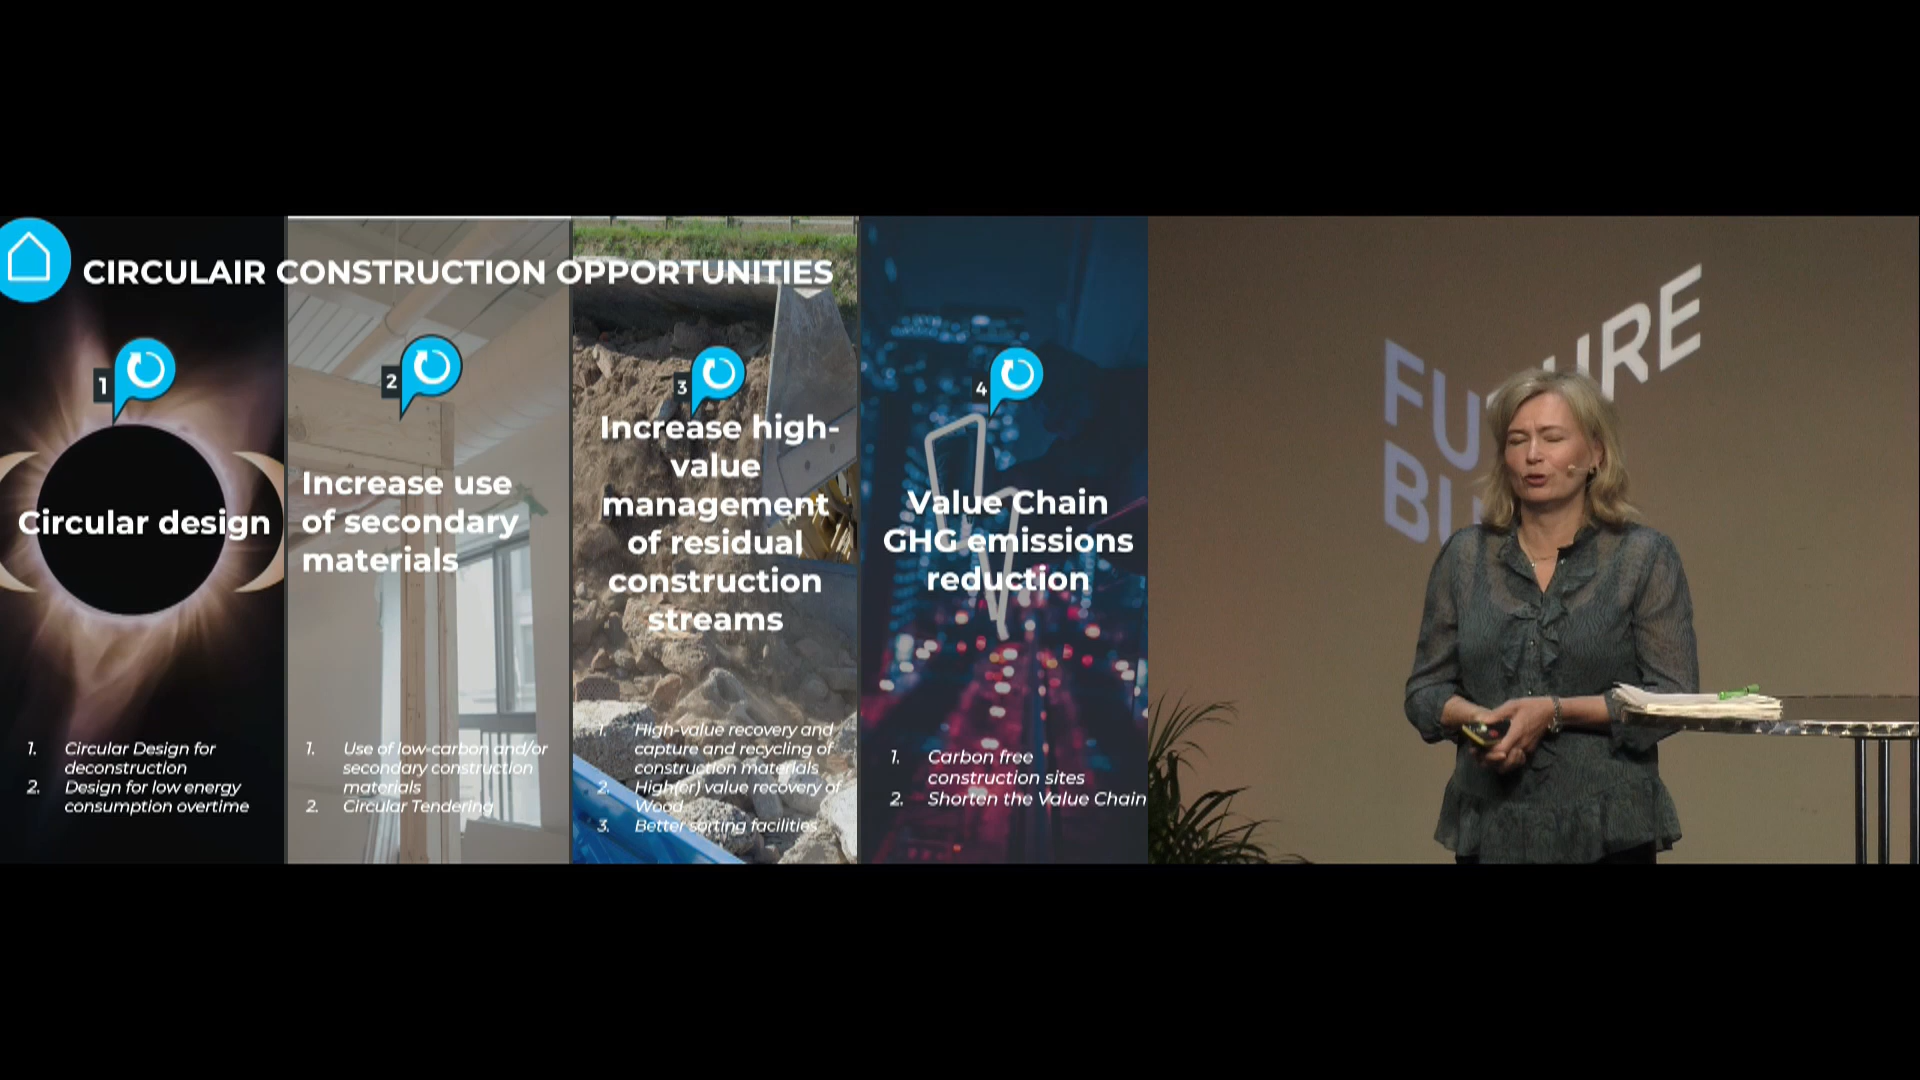 CIRCULAIR CONSTRUCTION OPPORTUNITIES
1
Circular design
1. Circular Design for
deconstruction
2. Design for low energy
consumption overtime
2
Increase use
of secondary
materials
1. Use of low-carbon and/or
secondary construction
materials
2. Circular Tendering
3
Increase high-
value
management
of residual
construction
streams
1. High-value recovery and
capture and recycling of
construction materials
2. High(er) value recovery of
Wood
3. Better sorting facilities
4
Value Chain
GHG emissions
reduction
1. Carbon free
construction sites
2. Shorten the Value Chain